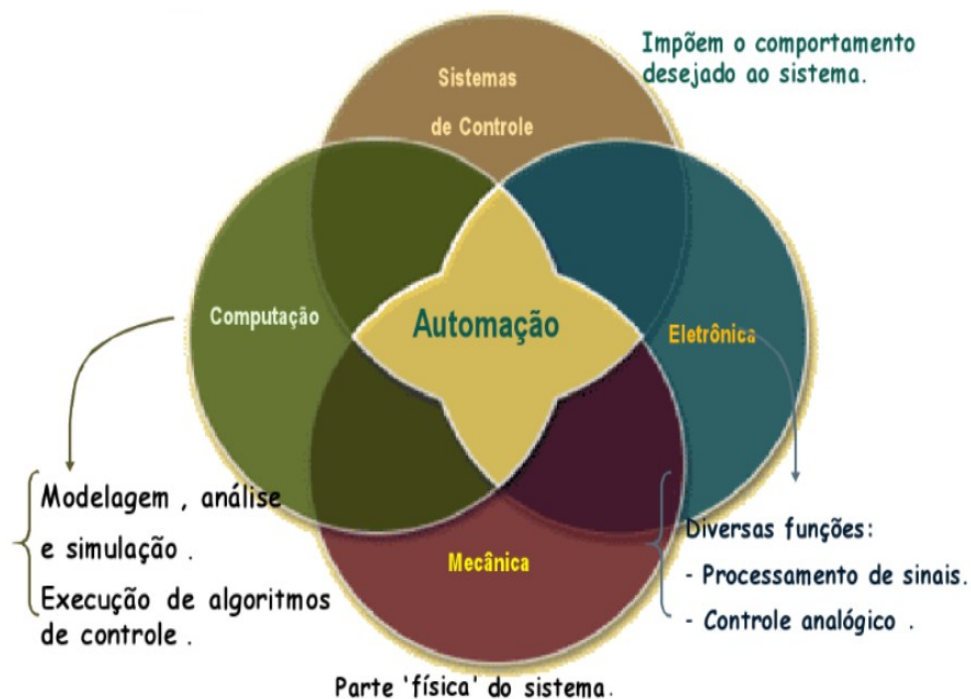 Impõem o comportamento
desejado ao sistema.
Sistemas
de Controle
Computação
Automação
Eletrônica
Modelagem , análise
e simulação .
Execução de algoritmos
de controle .
Mecânica
Diversas funções:
- Processamento de sinais.
- Controle analógico .
Parte 'física' do sistema.